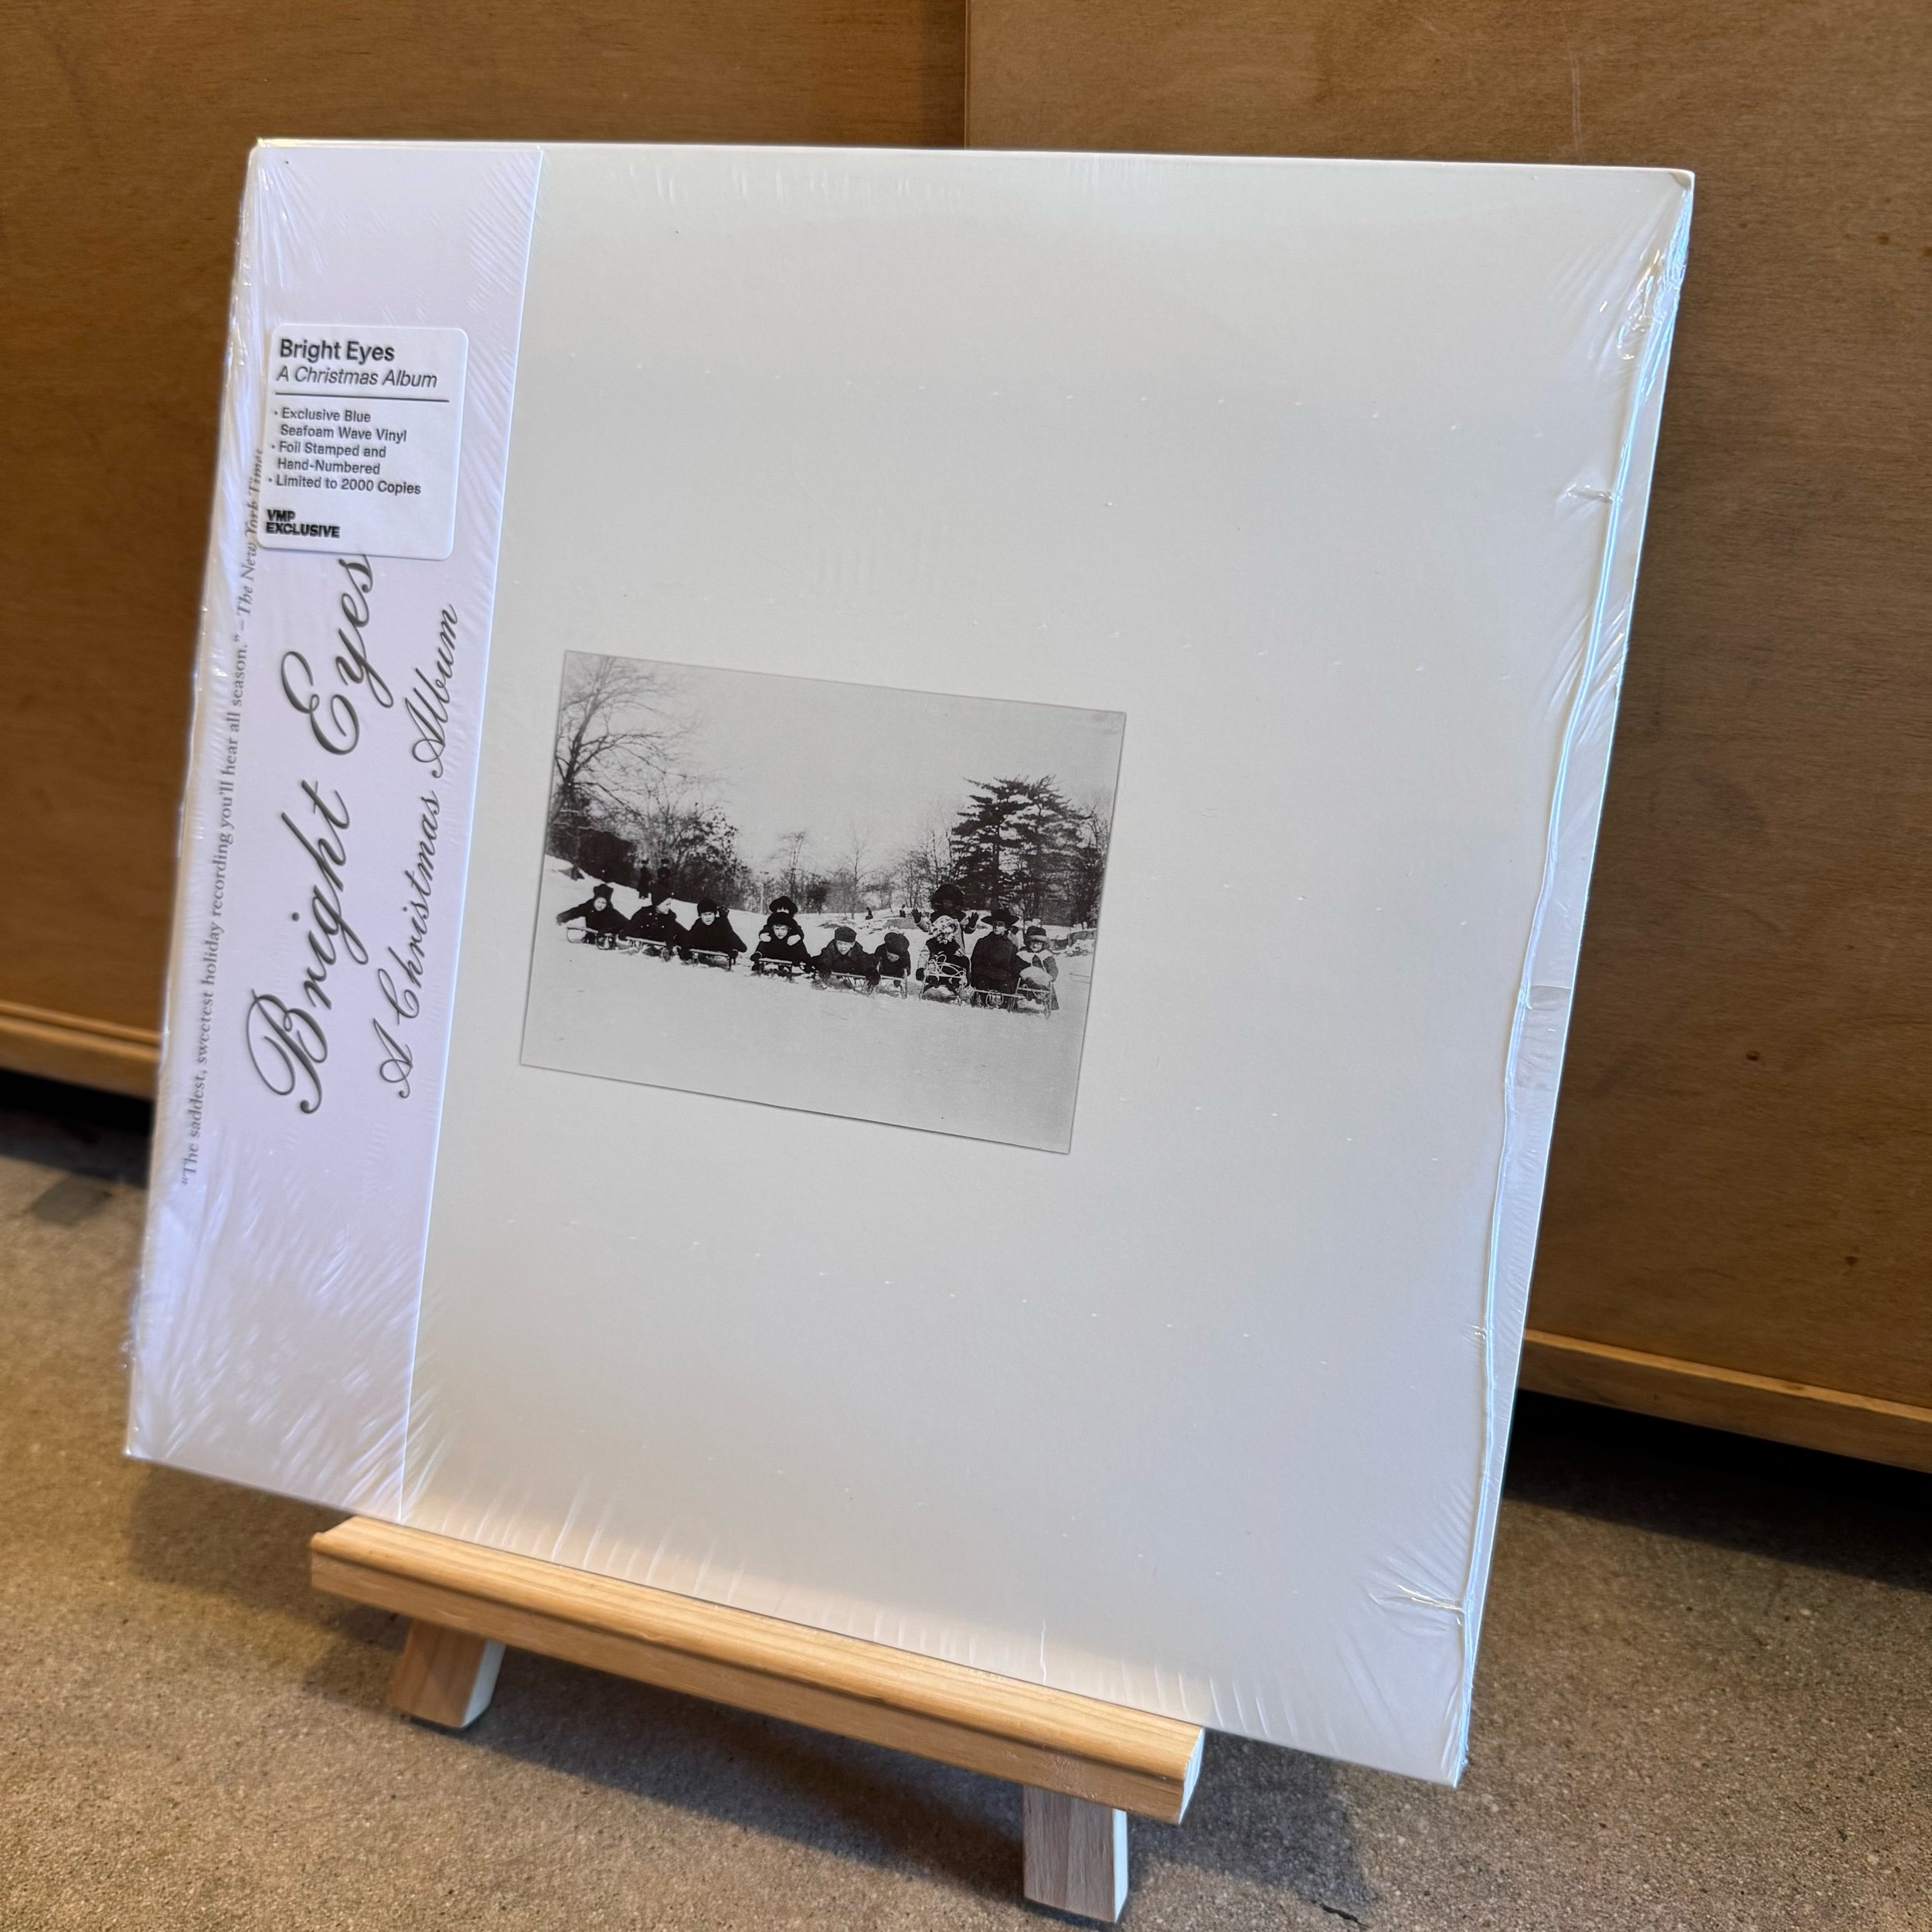 Bright Eyes
A Christmas Album
• Exclusive Blue
Seafoam Wave Vinyl
• Foil Stamped and
Hand-Numbered
• Limited to 2000 Copies
VMP
EXCLUSIVE
"The saddest, sweetest holiday recording you'll hear all season." – The New York Times
Bright Eyes
A Christmas Album